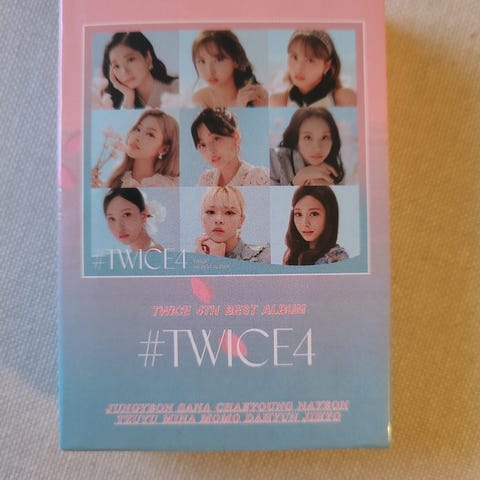 #TWICE4
TWICE 4TH BEST ALBUM
#TWICE4
JUNGYEON SANA CHAEYOUNG NAYEON
TZUYU MINA MOMO DAHYUN JIHYO